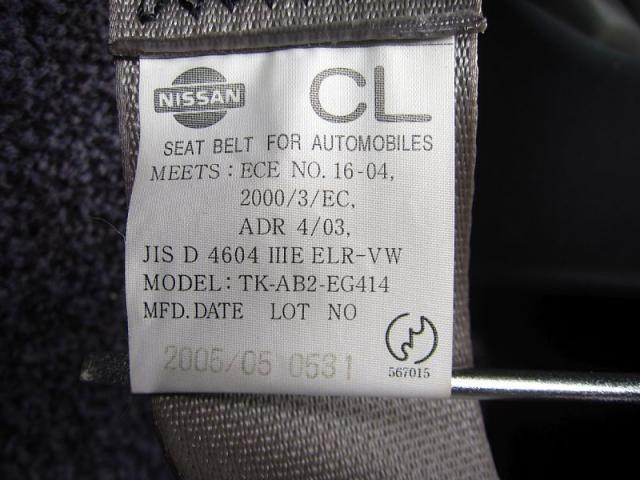 NISSAN CL
SEAT BELT FOR AUTOMOBILES
MEETS : ECE NO. 16-04,
2000/3/EC,
ADR 4/03,
JIS D 4604 IIIE ELR-VW
MODEL: TK-AB2-EG414
MFD.DATE LOT NO
2005/05 0531
567015